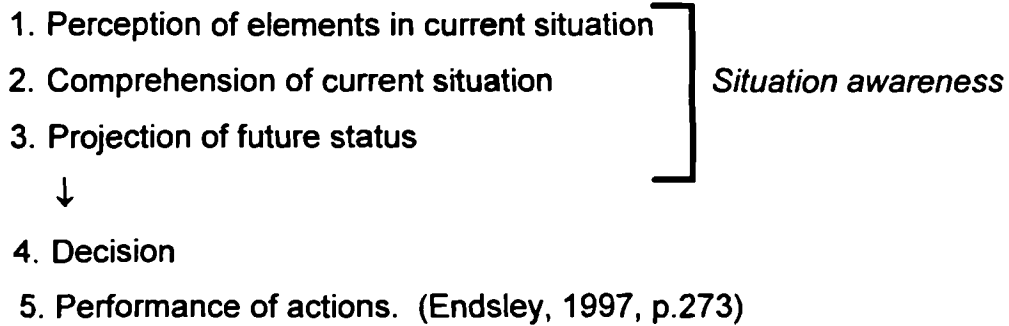 1. Perception of elements in current situation
2. Comprehension of current situation Situation awareness
3. Projection of future status
↓
4. Decision
5. Performance of actions. (Endsley, 1997, p.273)